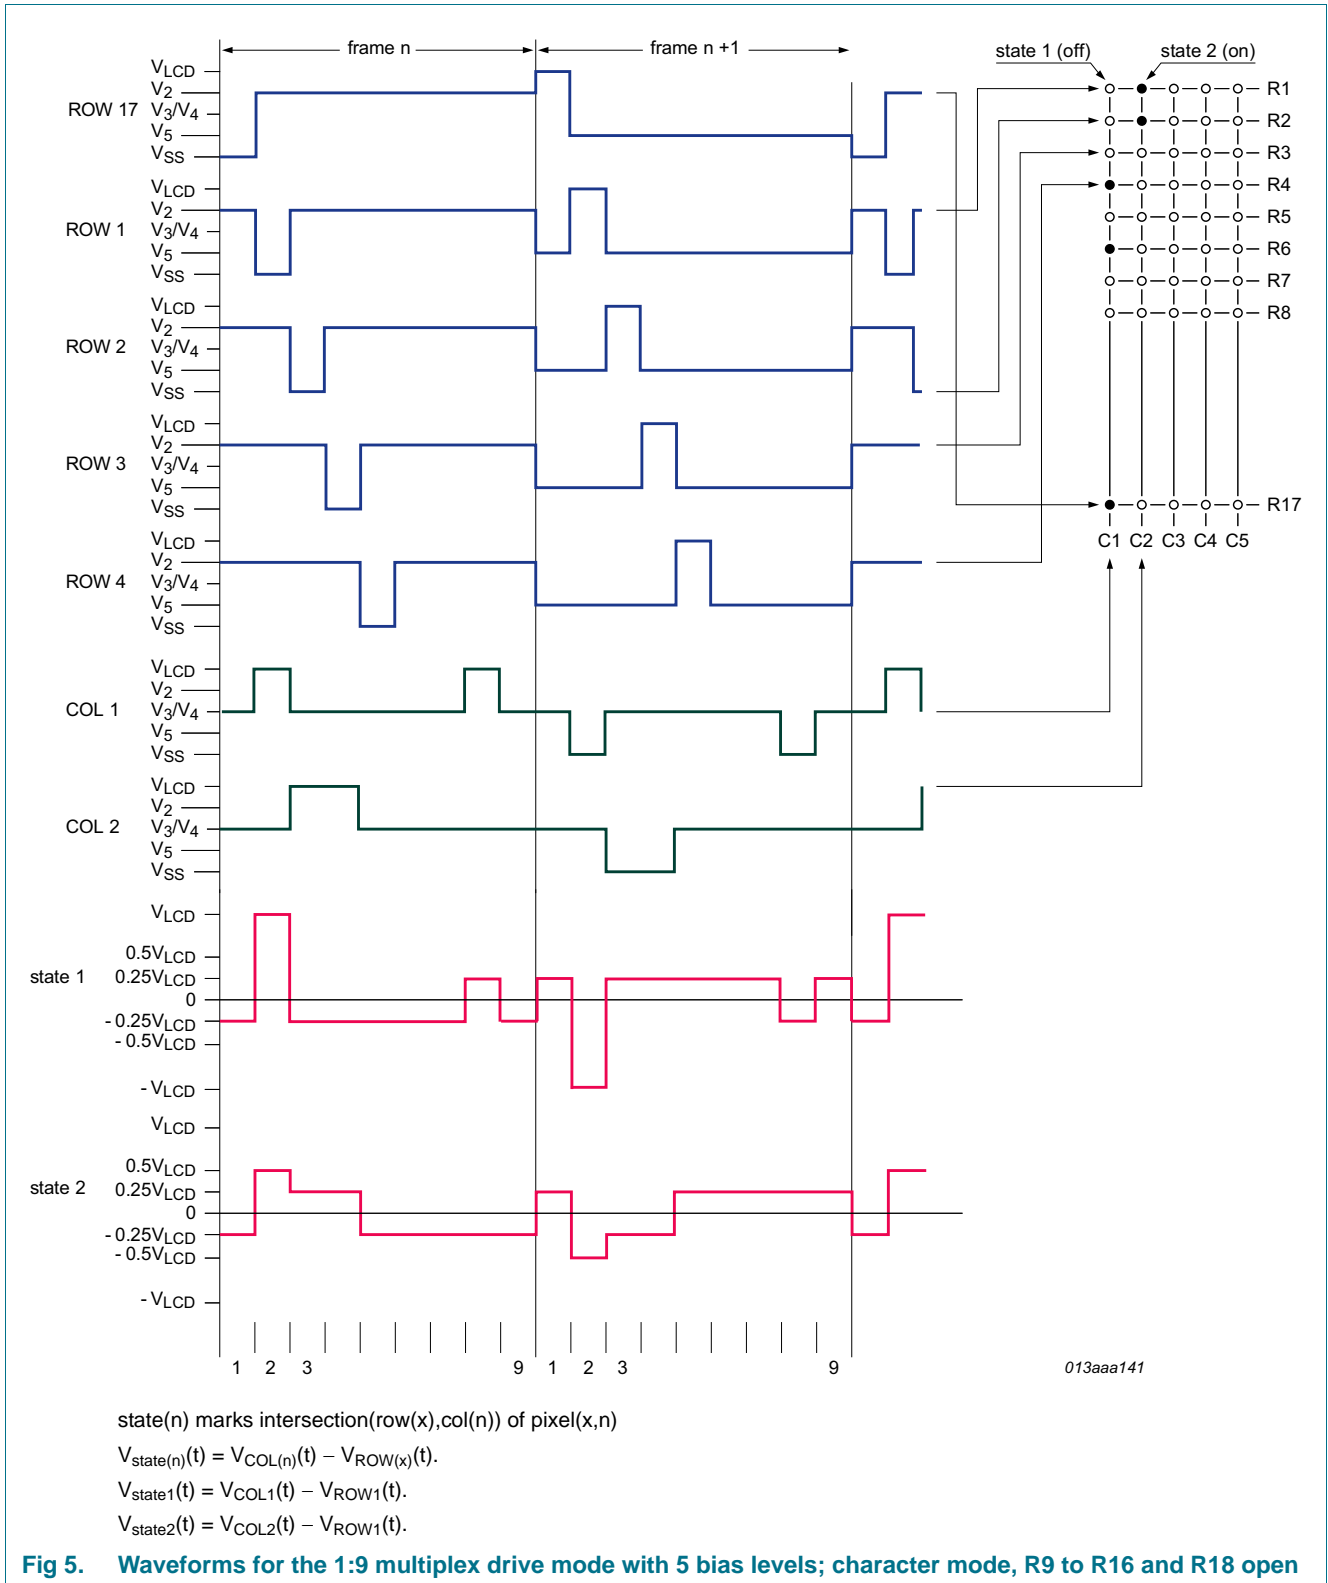 frame n
frame n +1
state 1 (off)
state 2 (on)
ROW 17
VLCD
V2
V3/V4
V5
VSS
ROW 1
VLCD
V2
V3/V4
V5
VSS
ROW 2
VLCD
V2
V3/V4
V5
VSS
ROW 3
VLCD
V2
V3/V4
V5
VSS
ROW 4
VLCD
V2
V3/V4
V5
VSS
COL 1
VLCD
V2
V3/V4
V5
VSS
COL 2
VLCD
V2
V3/V4
V5
VSS
state 1
VLCD
0.5VLCD
0.25VLCD
0
- 0.25VLCD
- 0.5VLCD
- VLCD
state 2
VLCD
0.5VLCD
0.25VLCD
0
- 0.25VLCD
- 0.5VLCD
- VLCD
R1
R2
R3
R4
R5
R6
R7
R8
R17
C1 C2 C3 C4 C5
1 2 3 9 1 2 3 9
013aaa141
state(n) marks intersection(row(x),col(n)) of pixel(x,n)
Vstate(n)(t) = VCOL(n)(t) − VROW(x)(t).
Vstate1(t) = VCOL1(t) − VROW1(t).
Vstate2(t) = VCOL2(t) − VROW1(t).
Fig 5. Waveforms for the 1:9 multiplex drive mode with 5 bias levels; character mode, R9 to R16 and R18 open